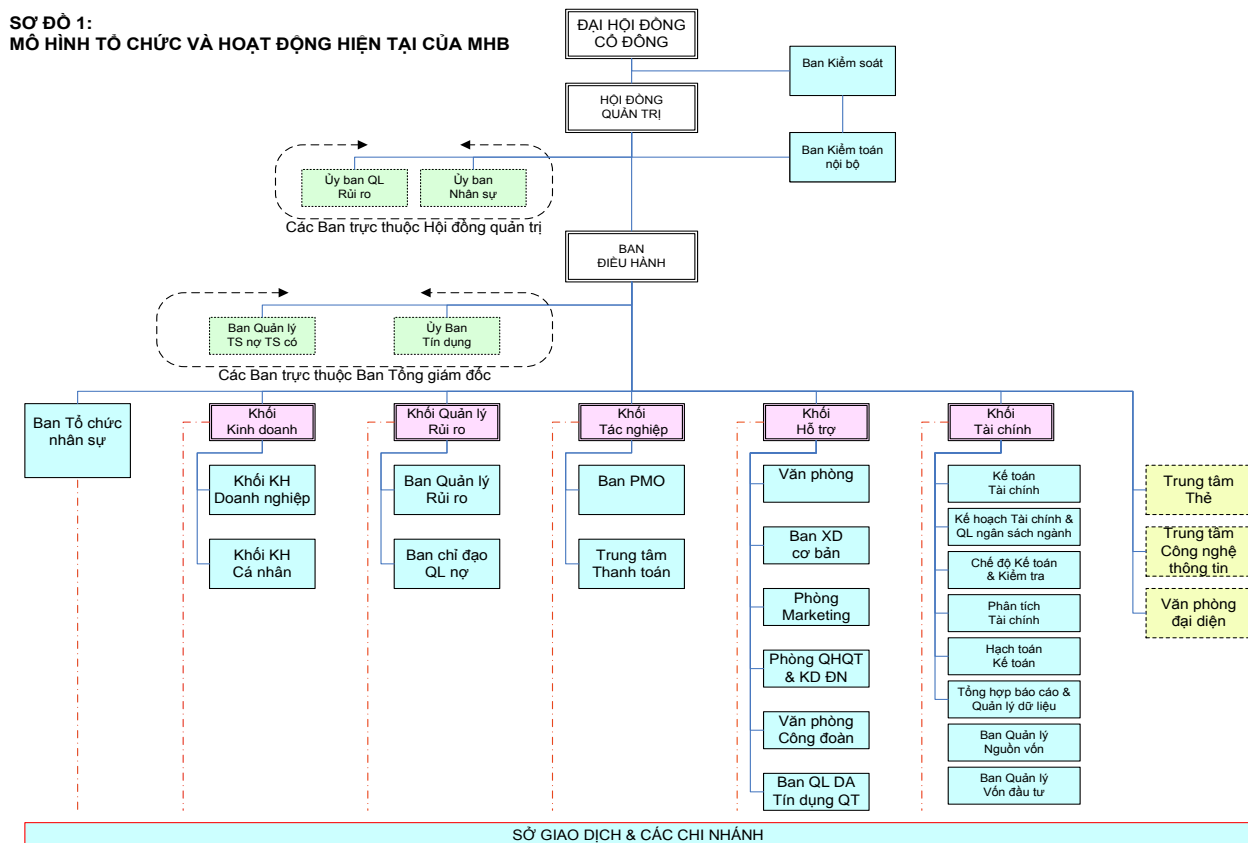 SƠ ĐỒ 1:
MÔ HÌNH TỔ CHỨC VÀ HOẠT ĐỘNG HIỆN TẠI CỦA MHB
ĐẠI HỘI ĐỒNG
CỔ ĐÔNG
Ban Kiểm soát
HỘI ĐỒNG
QUẢN TRỊ
Ban Kiểm toán
nội bộ
Ủy ban QL
Rủi ro
Ủy ban
Nhân sự
Các Ban trực thuộc Hội đồng quản trị
BAN
ĐIỀU HÀNH
Ban Quản lý
TS nợ TS có
Ủy Ban
Tín dụng
Các Ban trực thuộc Ban Tổng giám đốc
Ban Tổ chức
nhân sự
Khối
Kinh doanh
Khối KH
Doanh nghiệp
Khối KH
Cá nhân
Khối Quản lý
Rủi ro
Ban Quản lý
Rủi ro
Ban chỉ đạo
QL nợ
Khối
Tác nghiệp
Ban PMO
Trung tâm
Thanh toán
Khối
Hỗ trợ
Văn phòng
Ban XD
cơ bản
Phòng
Marketing
Phòng QHQT
& KD ĐN
Văn phòng
Công đoàn
Ban QL DA
Tín dụng QT
Khối
Tài chính
Kế toán
Tài chính
Kế hoạch Tài chính &
QL ngân sách ngành
Chế độ Kế toán
& Kiểm tra
Phân tích
Tài chính
Hạch toán
Kế toán
Tổng hợp báo cáo &
Quản lý dữ liệu
Ban Quản lý
Nguồn vốn
Ban Quản lý
Vốn đầu tư
Trung tâm
Thẻ
Trung tâm
Công nghệ
thông tin
Văn phòng
đại diện
SỞ GIAO DỊCH & CÁC CHI NHÁNH